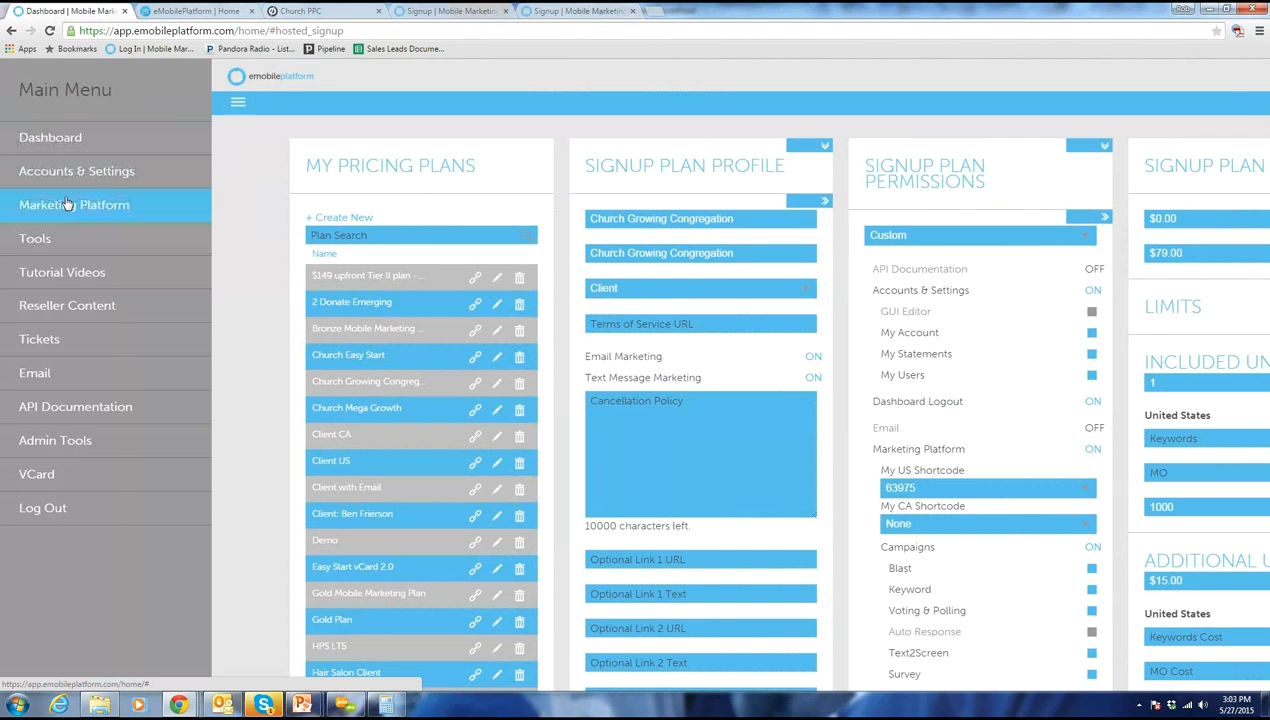 Dashboard | Mobile Mark
eMobilePlatform | Home
Church PPC
Signup | Mobile Marketing
Signup | Mobile Marketing
Rob
https://app.emobileplatform.com/home/#hosted_signup
Apps
Bookmarks
Log In | Mobile Mar...
Pandora Radio - List...
Pipeline
Sales Leads Docume...
Main Menu
emobileplatform
Dashboard
Accounts & Settings
Marketing Platform
Tools
Tutorial Videos
Reseller Content
Tickets
Email
API Documentation
Admin Tools
VCard
Log Out
MY PRICING PLANS
+ Create New
Plan Search
Name
$149 upfront Tier II plan - ...
2 Donate Emerging
Bronze Mobile Marketing ...
Church Easy Start
Church Growing Congreg...
Church Mega Growth
Client CA
Client US
Client with Email
Client: Ben Frierson
Demo
Easy Start vCard 2.0
Gold Mobile Marketing Plan
Gold Plan
HPS LT5
Hair Salon Client
SIGNUP PLAN PROFILE
Church Growing Congregation
Church Growing Congregation
Client
Terms of Service URL
Email Marketing ON
Text Message Marketing ON
Cancellation Policy
10000 characters left.
Optional Link 1 URL
Optional Link 1 Text
Optional Link 2 URL
Optional Link 2 Text
SIGNUP PLAN
PERMISSIONS
Custom
API Documentation OFF
Accounts & Settings ON
GUI Editor
My Account
My Statements
My Users
Dashboard Logout ON
Email OFF
Marketing Platform ON
My US Shortcode
63975
My CA Shortcode
None
Campaigns ON
Blast
Keyword
Voting & Polling
Auto Response
Text2Screen
Survey
SIGNUP PLAN
$0.00
$79.00
LIMITS
INCLUDED UN
1
United States
Keywords
MO
1000
ADDITIONAL U
$15.00
United States
Keywords Cost
MO Cost
https://app.emobileplatform.com/home/#
3:03 PM
5/27/2015